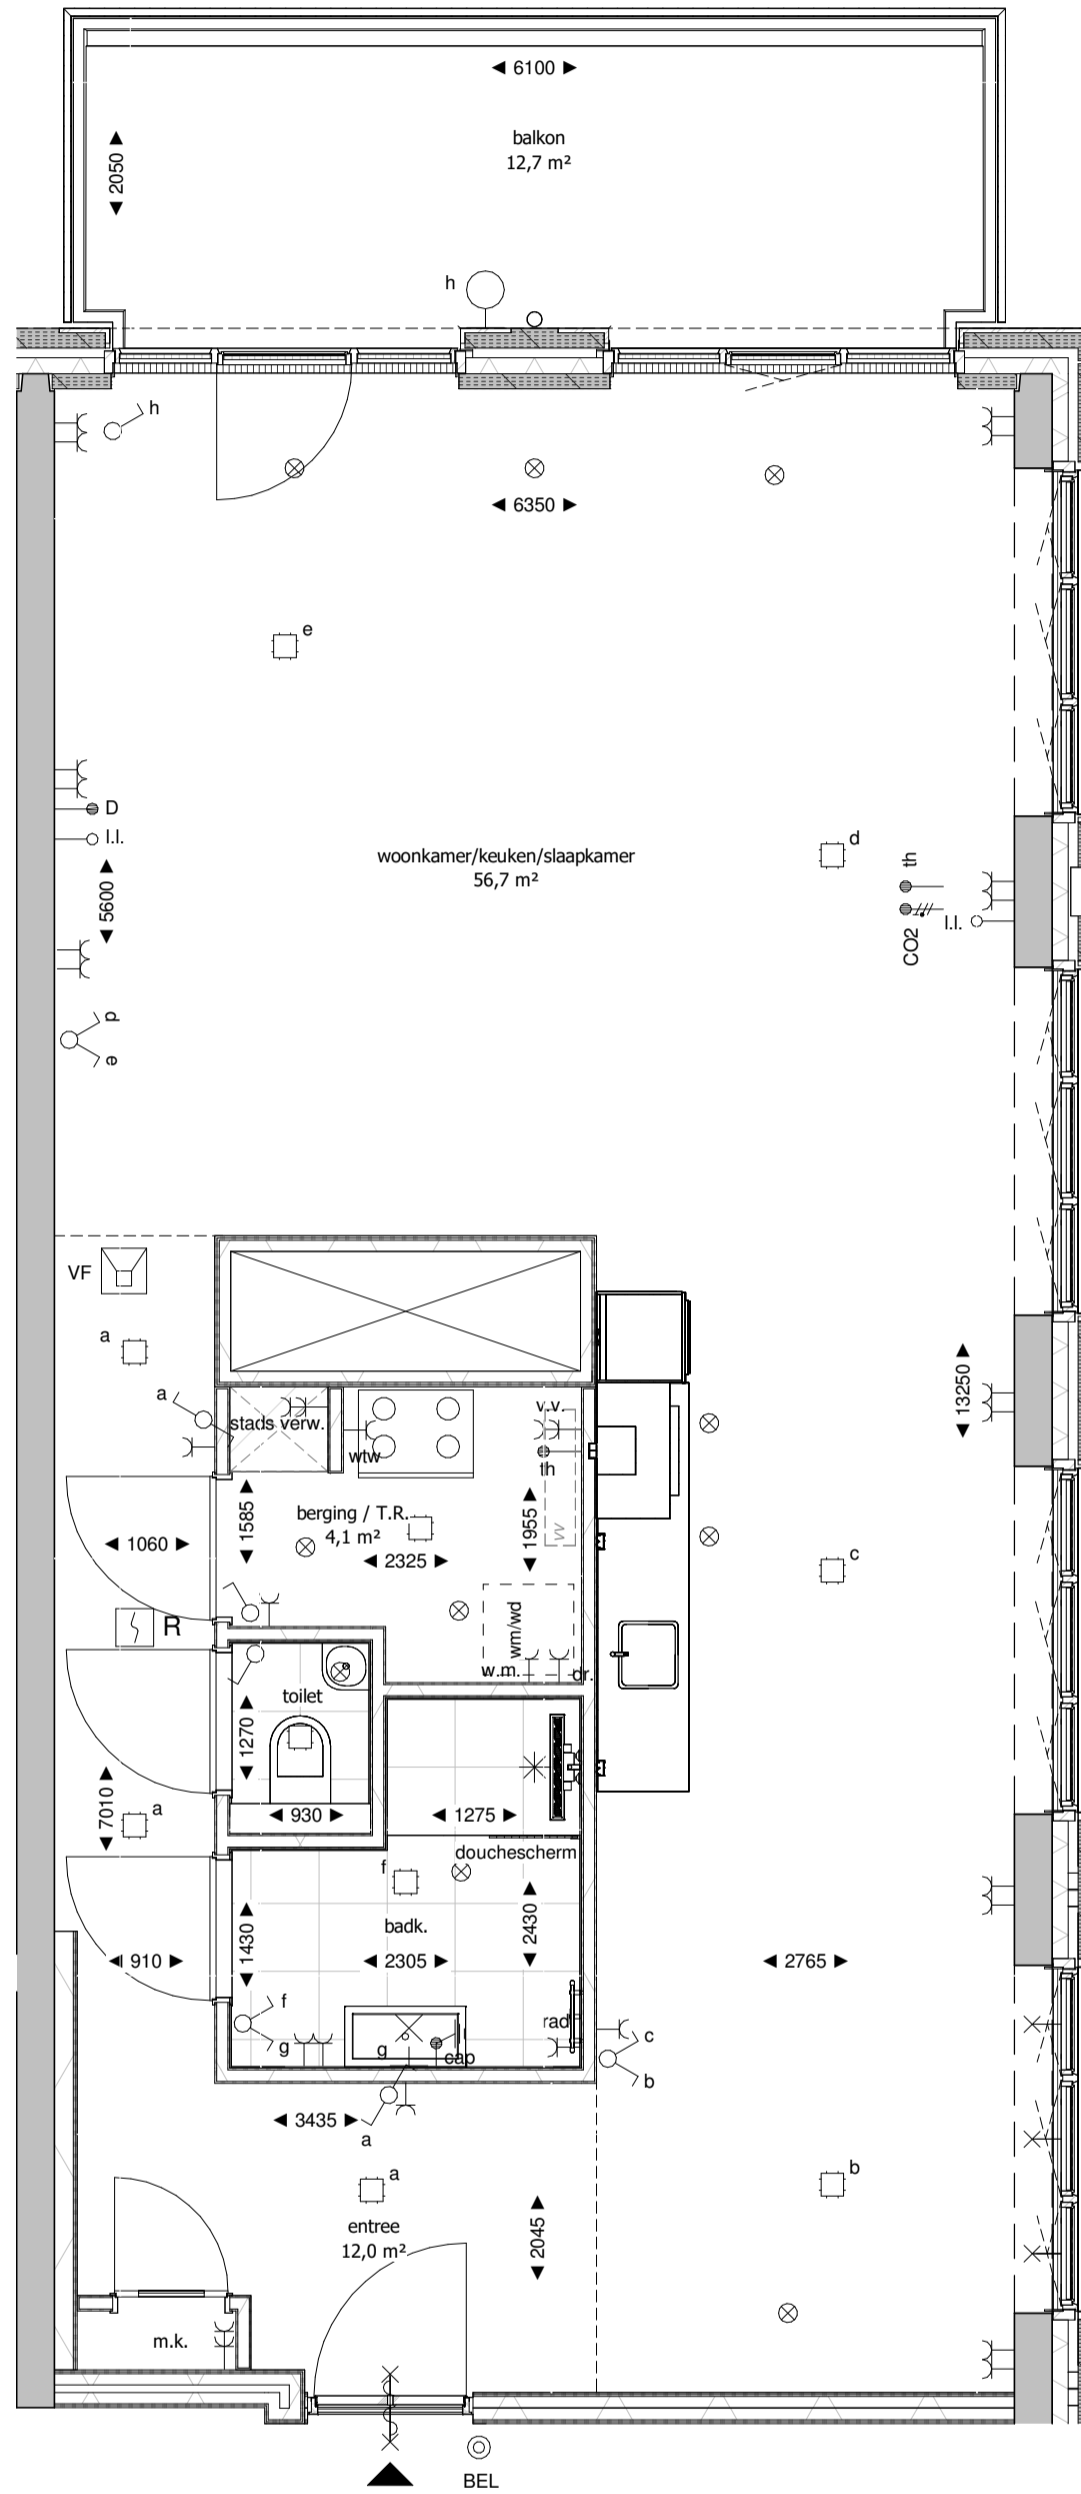 6100
balkon
12,7 m²
2050
h
h
6350
e
D
l.l.
woonkamer/keuken/slaapkamer
56,7 m²
d
th
CO2
l.l.
5600
d
e
VF
a
a
stads verw.
wtw
v.v.
th
13250
1585
berging / T.R.
4,1 m²
2325
1955
vv
1060
c
R
wm/wd
w.m.
dr.
toilet
1270
930
1275
7010
a
douchescherm
f
badk.
1430
2430
910
2305
2765
f
g
g
cap
rad
c
b
3435
a
a
b
entree
12,0 m²
2045
m.k.
BEL